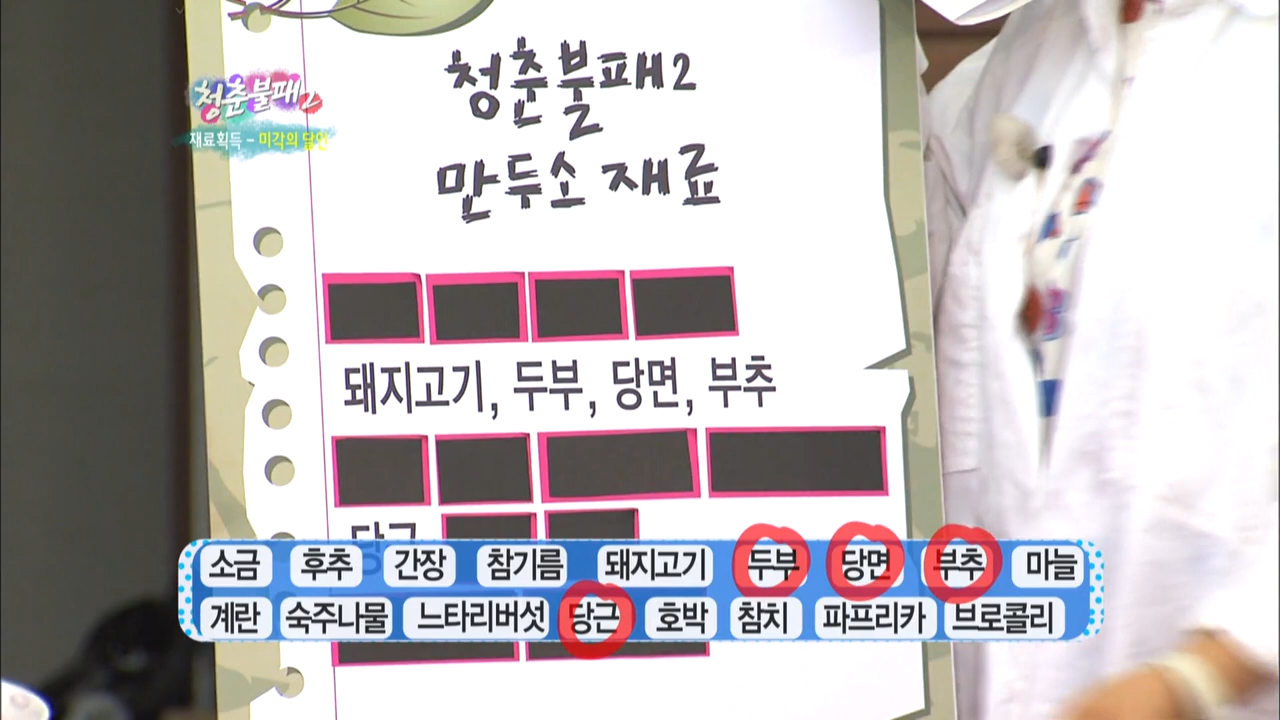 청춘불패2
만두소 재료
청춘불패2
재료획득 - 미각의 달인
돼지고기, 두부, 당면, 부추
당근
소금 후추 간장 참기름 돼지고기 두부 당면 부추 마늘
계란 숙주나물 느타리버섯 당근 호박 참치 파프리카 브로콜리